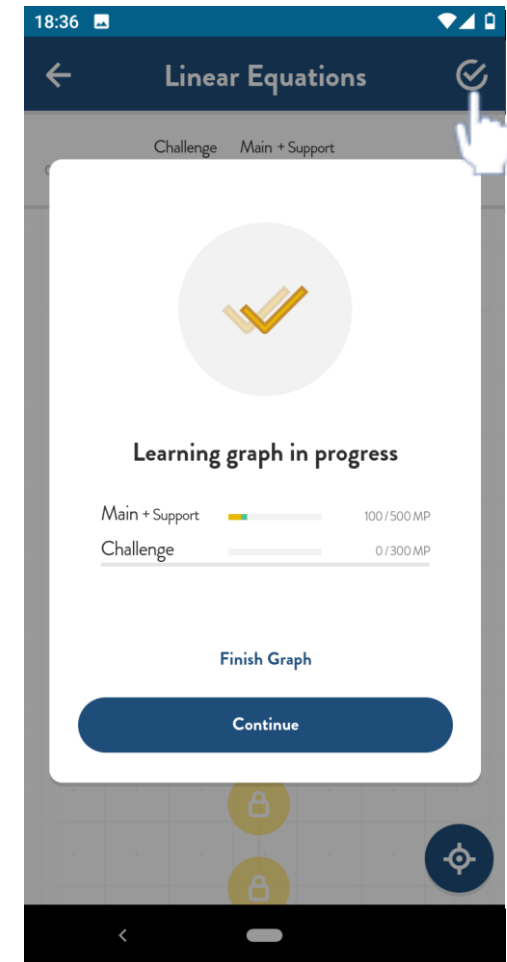 18:36
Linear Equations
Challenge Main + Support
Learning graph in progress
Main + Support 100/500 MP
Challenge 0/300 MP
Finish Graph
Continue